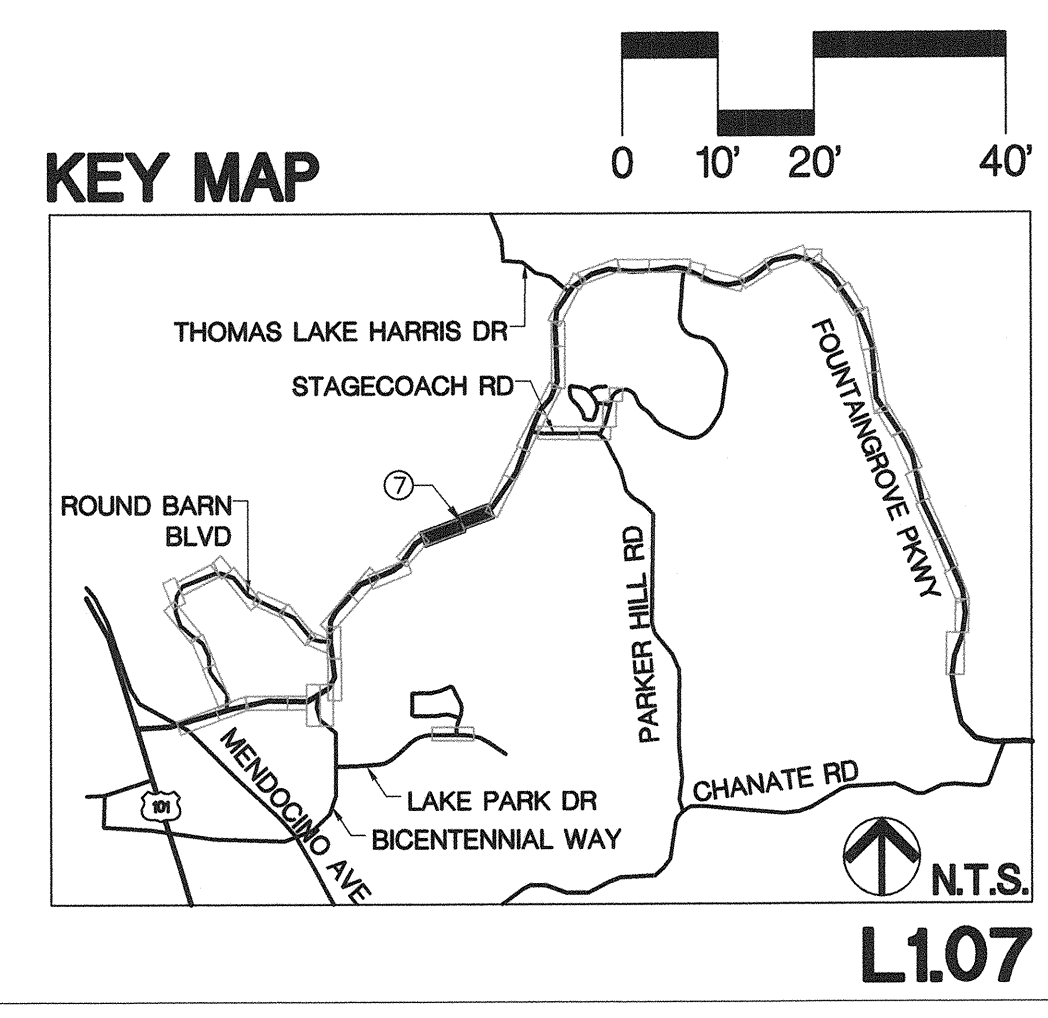 0 10' 20' 40'
KEY MAP
THOMAS LAKE HARRIS DR
STAGECOACH RD
FOUNTAINGROVE PKWY
7
ROUND BARN
BLVD
PARKER HILL RD
MENDOCINO AVE
CHANATE RD
101
LAKE PARK DR
BICENTENNIAL WAY
N.T.S.
L1.07